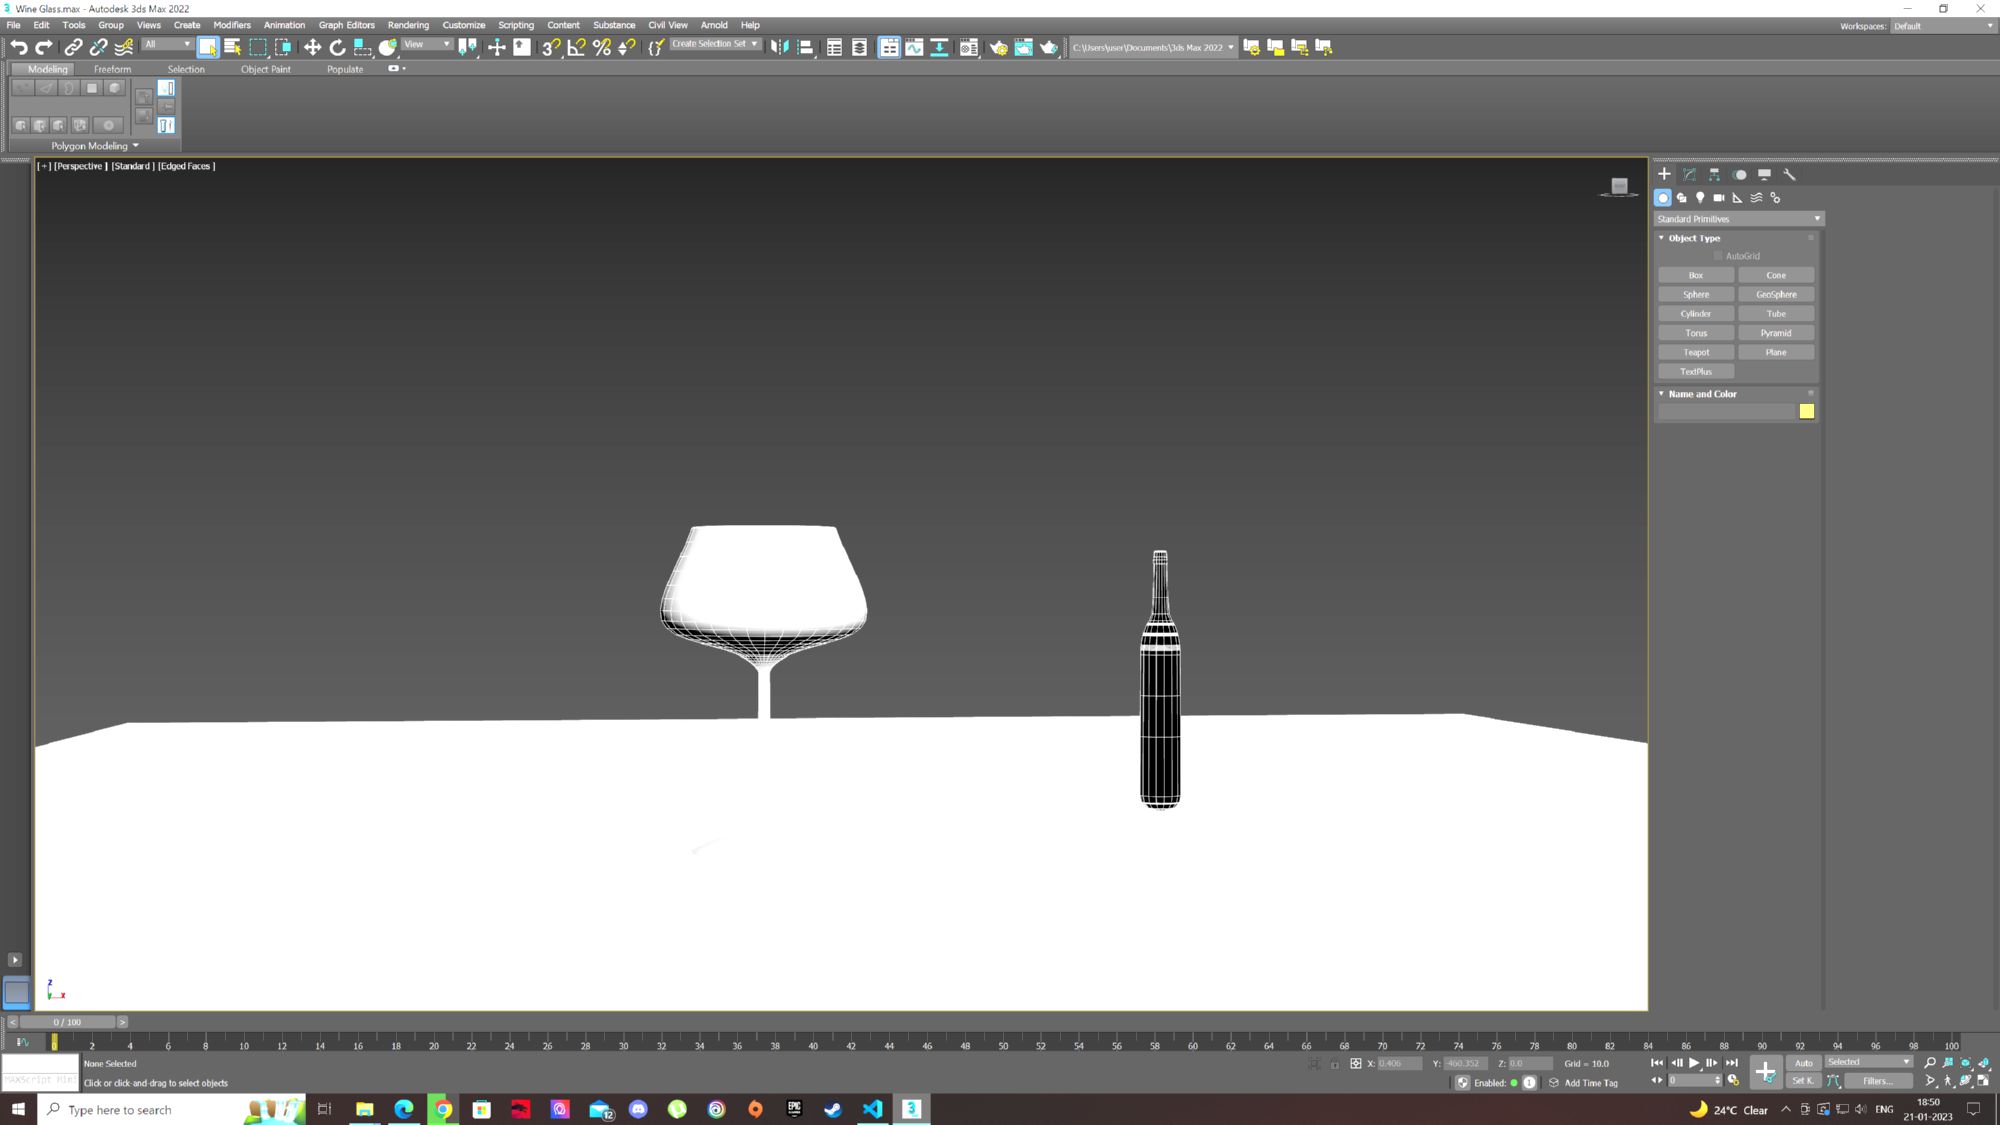 Wine Glass.max - Autodesk 3ds Max 2022
File Edit Tools Group Views Create Modifiers Animation Graph Editors Rendering Customize Scripting Content Substance Civil View Arnold Help
Workspaces: Default
All View Create Selection Set C:\Users\user\Documents\3ds Max 2022
Modeling Freeform Selection Object Paint Populate
Polygon Modeling
[+] [Perspective] [Standard] [Edged Faces]
Standard Primitives
Object Type
AutoGrid
Box Cone
Sphere GeoSphere
Cylinder Tube
Torus Pyramid
Teapot Plane
TextPlus
Name and Color
z
x
< 0 / 100 >
0 2 4 6 8 10 12 14 16 18 20 22 24 26 28 30 32 34 36 38 40 42 44 46 48 50 52 54 56 58 60 62 64 66 68 70 72 74 76 78 80 82 84 86 88 90 92 94 96 98 100
None Selected X: 0.406 Y: -460.352 Z: 0.0 Grid = 10.0 Auto Selected
MAXScript Mini Click or click-and-drag to select objects Enabled: 1 Add Time Tag 0 Set K. Filters...
Type here to search 12 EPIC 3 24°C Clear ENG 18:50
21-01-2023